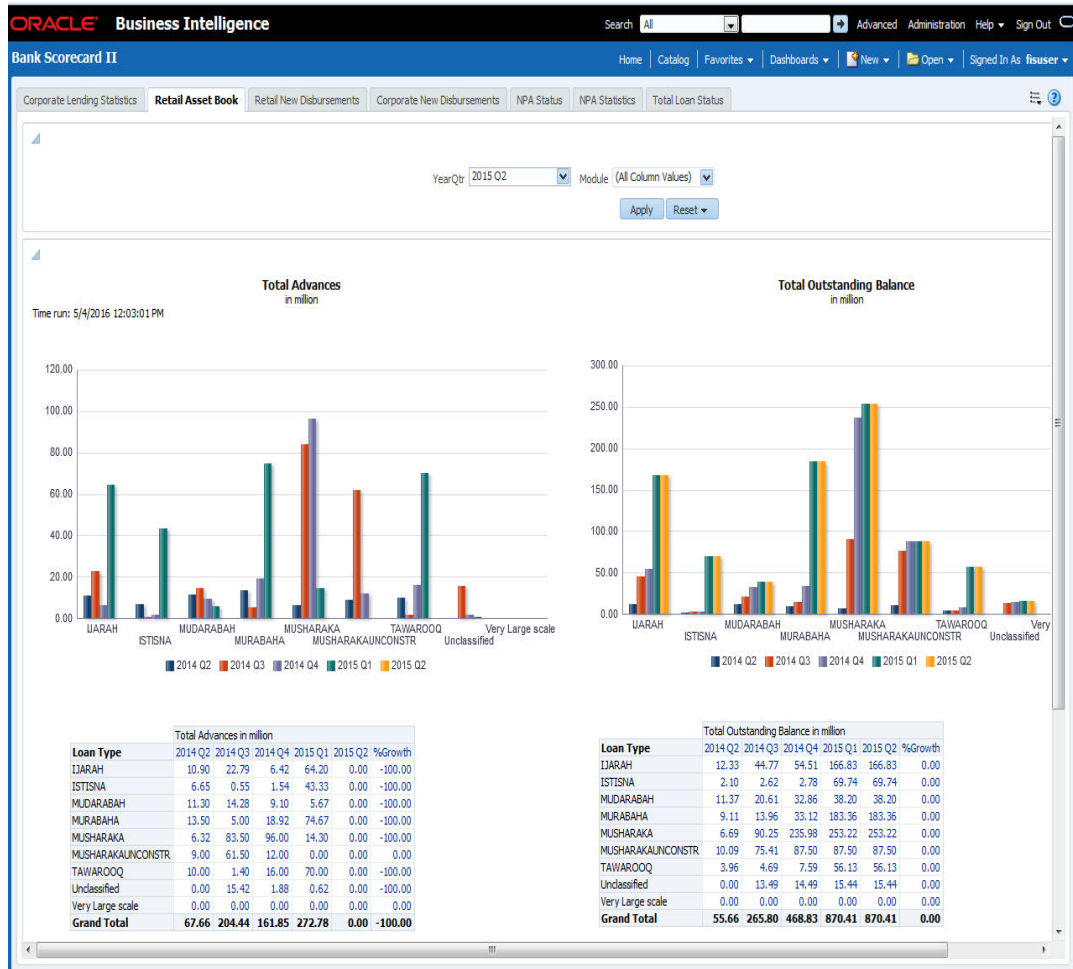 ORACLE Business Intelligence
Search All Advanced Administration Help Sign Out
Bank Scorecard II
Home Catalog Favorites Dashboards New Open Signed In As fisuser
Corporate Lending Statistics Retail Asset Book Retail New Disbursements Corporate New Disbursements NPA Status NPA Statistics Total Loan Status
YearQtr 2015 Q2 Module (All Column Values)
Apply Reset
Total Advances
in million
Time run: 5/4/2016 12:03:01 PM
120.00
100.00
80.00
60.00
40.00
20.00
0.00
IJARAH MUDARABAH MUSHARAKA TAWAROOQ Very Large scale
ISTISNA MURABAHA MUSHARAKAUNCONSTR Unclassified
2014 Q2 2014 Q3 2014 Q4 2015 Q1 2015 Q2
Total Outstanding Balance
in million
300.00
250.00
200.00
150.00
100.00
50.00
0.00
IJARAH MUDARABAH MUSHARAKA TAWAROOQ Very
ISTISNA MURABAHA MUSHARAKAUNCONSTR Unclassified
2014 Q2 2014 Q3 2014 Q4 2015 Q1 2015 Q2
Total Advances in million
Loan Type 2014 Q2 2014 Q3 2014 Q4 2015 Q1 2015 Q2 %Growth
IJARAH 10.90 22.79 6.42 64.20 0.00 -100.00
ISTISNA 6.65 0.55 1.54 43.33 0.00 -100.00
MUDARABAH 11.30 14.28 9.10 5.67 0.00 -100.00
MURABAHA 13.50 5.00 18.92 74.67 0.00 -100.00
MUSHARAKA 6.32 83.50 96.00 14.30 0.00 -100.00
MUSHARAKAUNCONSTR 9.00 61.50 12.00 0.00 0.00 0.00
TAWAROOQ 10.00 1.40 16.00 70.00 0.00 -100.00
Unclassified 0.00 15.42 1.88 0.62 0.00 -100.00
Very Large scale 0.00 0.00 0.00 0.00 0.00 0.00
Grand Total 67.66 204.44 161.85 272.78 0.00 -100.00
Total Outstanding Balance in million
Loan Type 2014 Q2 2014 Q3 2014 Q4 2015 Q1 2015 Q2 %Growth
IJARAH 12.33 44.77 54.51 166.83 166.83 0.00
ISTISNA 2.10 2.62 2.78 69.74 69.74 0.00
MUDARABAH 11.37 20.61 32.86 38.20 38.20 0.00
MURABAHA 9.11 13.96 33.12 183.36 183.36 0.00
MUSHARAKA 6.69 90.25 235.98 253.22 253.22 0.00
MUSHARAKAUNCONSTR 10.09 75.41 87.50 87.50 87.50 0.00
TAWAROOQ 3.96 4.69 7.59 56.13 56.13 0.00
Unclassified 0.00 13.49 14.49 15.44 15.44 0.00
Very Large scale 0.00 0.00 0.00 0.00 0.00 0.00
Grand Total 55.66 265.80 468.83 870.41 870.41 0.00